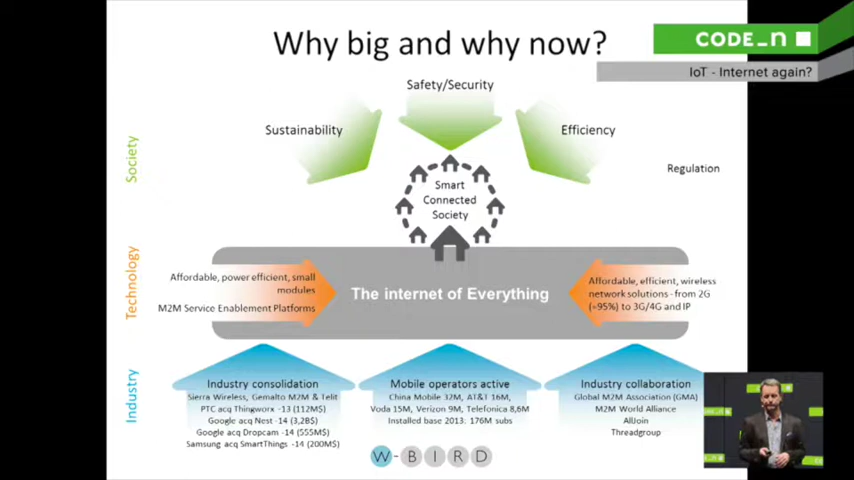 Why big and why now?
CODE_n
IoT - Internet again?
Safety/Security
Sustainability
Efficiency
Regulation
Society
Smart
Connected
Society
Technology
Affordable, power efficient, small
modules
M2M Service Enablement Platforms
The internet of Everything
Affordable, efficient, wireless
network solutions - from 2G
(=95%) to 3G/4G and IP
Industry
Industry consolidation
Sierra Wireless, Gemalto M2M & Telit
PTC acq Thingworx -13 (112M$)
Google acq Nest -14 (3,2B$)
Google acq Dropcam -14 (555M$)
Samsung acq SmartThings -14 (200M$)
Mobile operators active
China Mobile 32M, AT&T 16M,
Voda 15M, Verizon 9M, Telefonica 8,6M
Installed base 2013: 176M subs
Industry collaboration
Global M2M Association (GMA)
M2M World Alliance
AllJoin
Threadgroup
W-BIRD